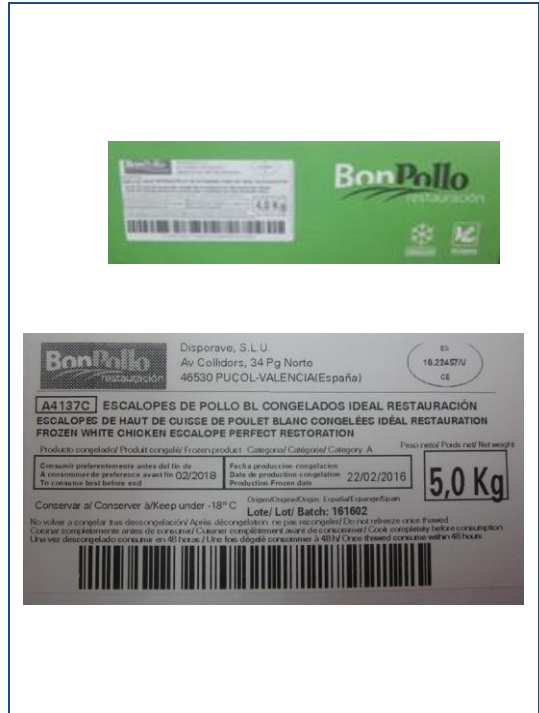 BonPollo
restauración
4,0 Kg
BonPollo
restauración
Disporave, S.L.U.
Av Collidors, 34 Pg Norte
46530 PUÇOL-VALENCIA(España)
ES
10.22457/V
CE
A4137C ESCALOPES DE POLLO BL CONGELADOS IDEAL RESTAURACIÓN
ESCALOPES DE HAUT DE CUISSE DE POULET BLANC CONGELÉES IDÉAL RESTAURATION
FROZEN WHITE CHICKEN ESCALOPE PERFECT RESTORATION
Producto congelado/ Produit congelé/ Frozen product Categoria/ Catégorie/ Category A
Peso neto/ Poids net/ Net weight
5,0 Kg
Consumir preferentemente antes del fin de
A consommer de preference avant fin 02/2018
To consume best before end
Fecha produccion-congelacion
Date de production-congelation 22/02/2016
Production-Frozen date
Conservar a/ Conserver à/Keep under -18º C
Origen/Origine/Origin: España/Espagne/Spain
Lote/ Lot/ Batch: 161602
No volver a congelar tras descongelación/ Après décongelation ne pas recongeler/ Do not refreeze once thawed
Cocinar completamente antes de consumir/ Cuisiner complètement avant de consommer/ Cook completely before consumption
Una vez descongelado consumir en 48 horas / Une fois dégelé consommer à 48 h/ Once thawed consume within 48 hours